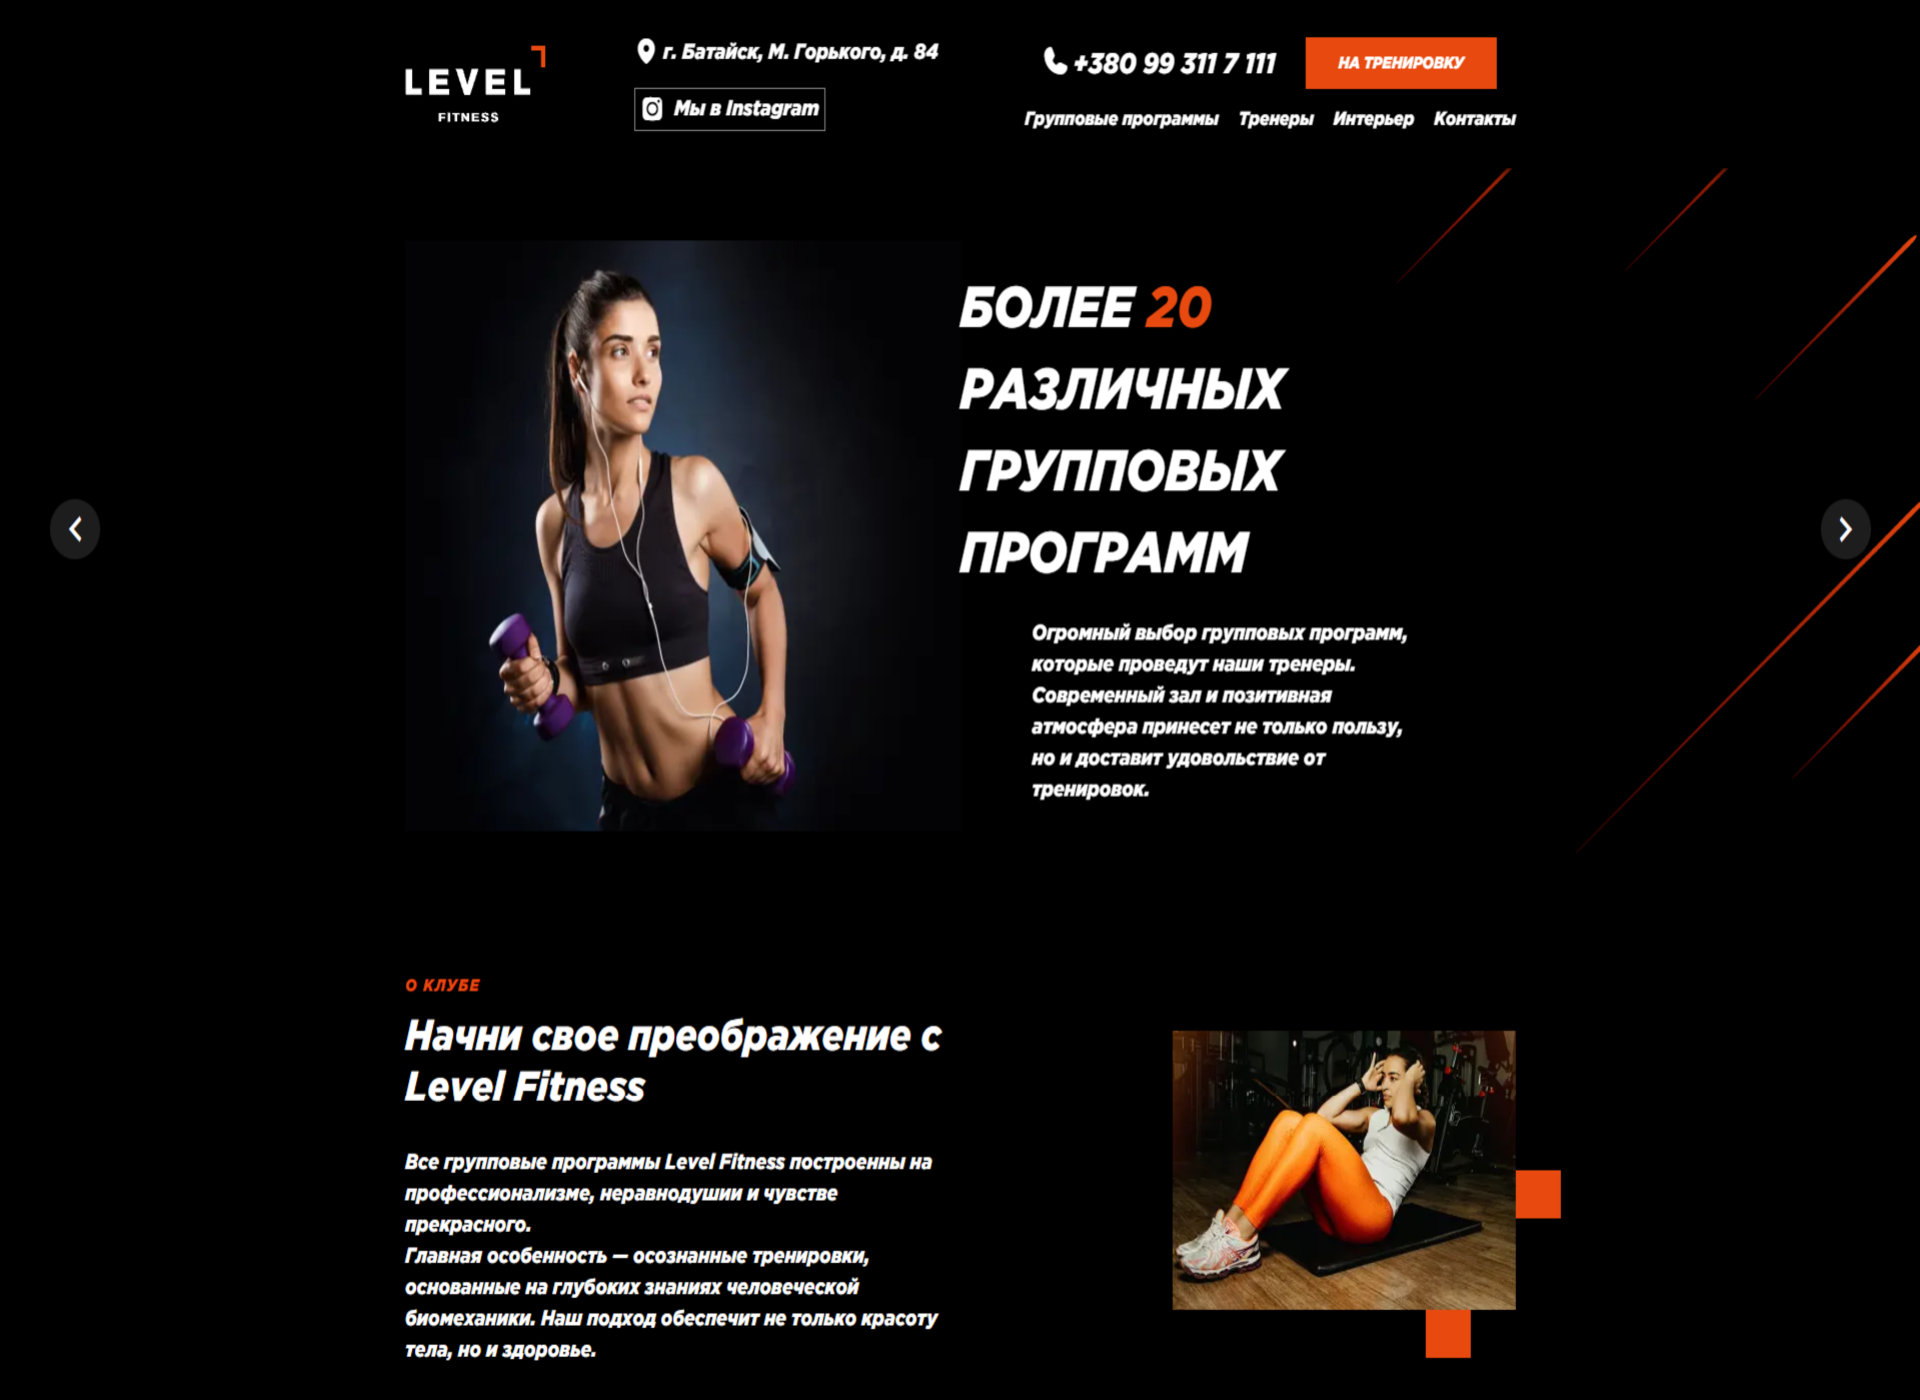 LEVEL
FITNESS
г. Батайск, М. Горького, д. 84
Мы в Instagram
+380 99 311 7 111
НА ТРЕНИРОВКУ
Групповые программы Тренеры Интерьер Контакты
БОЛЕЕ 20
РАЗЛИЧНЫХ
ГРУППОВЫХ
ПРОГРАММ
Огромный выбор групповых программ,
которые проведут наши тренеры.
Современный зал и позитивная
атмосфера принесет не только пользу,
но и доставит удовольствие от
тренировок.
О КЛУБЕ
Начни свое преображение с
Level Fitness
Все групповые программы Level Fitness построенны на
профессионализме, неравнодушии и чувстве
прекрасного.
Главная особенность — осознанные тренировки,
основанные на глубоких знаниях человеческой
биомеханики. Наш подход обеспечит не только красоту
тела, но и здоровье.